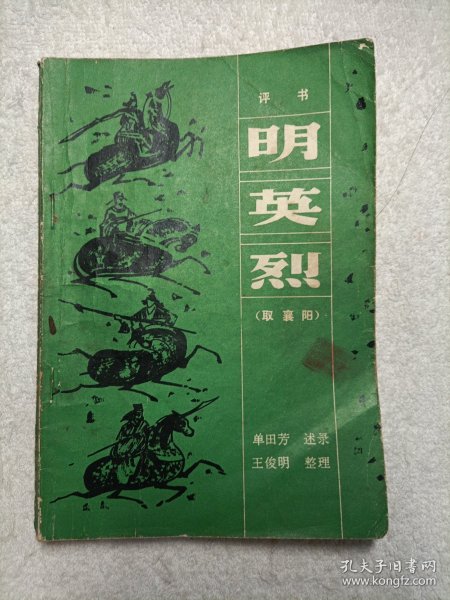 评书
明
英
烈
（取襄阳）
单田芳 述录
王俊明 整理
孔夫子旧书网
www.kongfz.com